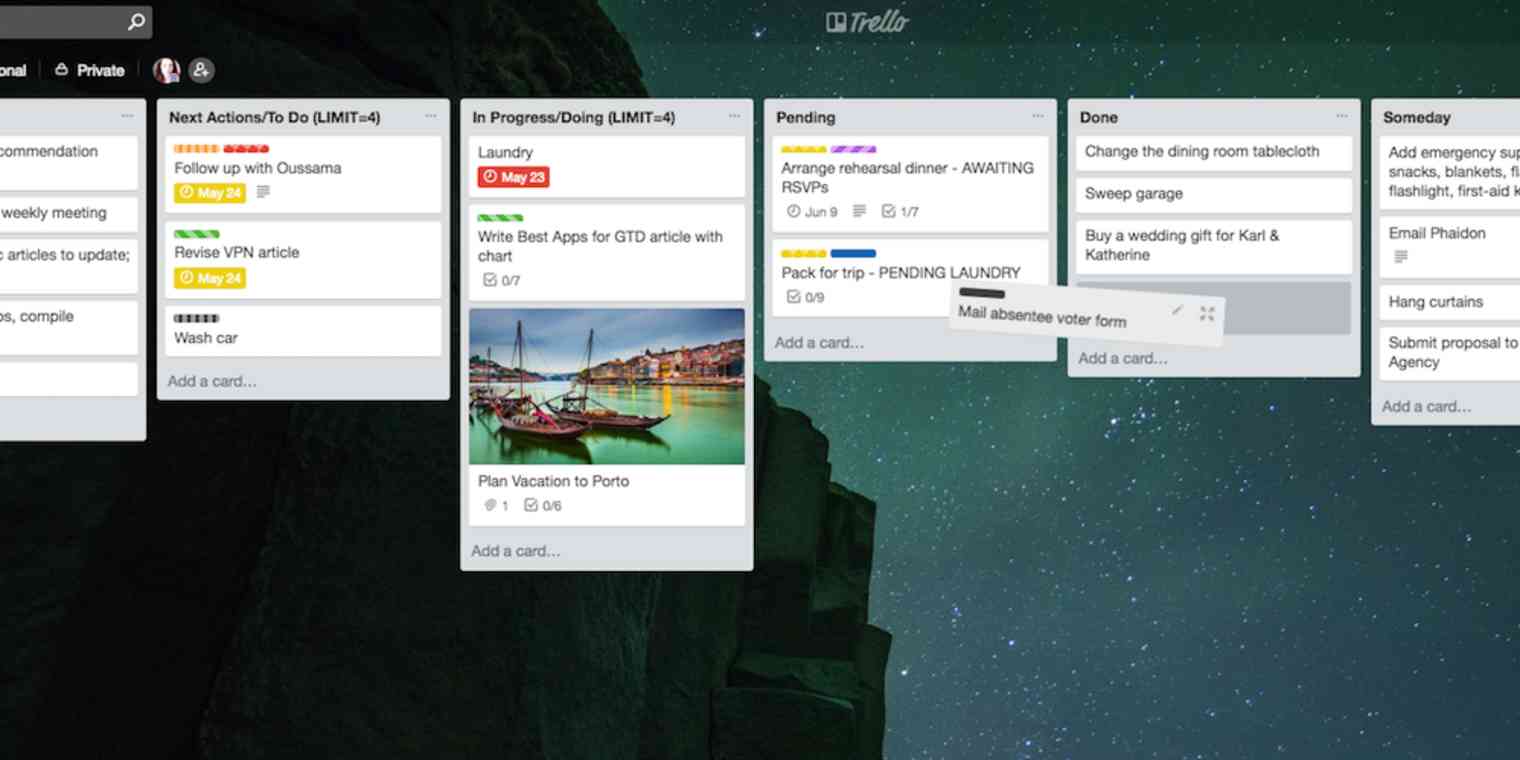 Trello
Private
commendation
weekly meeting
articles to update;
compile
Next Actions/To Do (LIMIT=4)
Follow up with Oussama
May 24
Revise VPN article
May 24
Wash car
Add a card...
In Progress/Doing (LIMIT=4)
Laundry
May 23
Write Best Apps for GTD article with
chart
0/7
Plan Vacation to Porto
1 0/6
Add a card...
Pending
Arrange rehearsal dinner - AWAITING
RSVPs
Jun 9 1/7
Pack for trip - PENDING LAUNDRY
0/9
Add a card...
Mail absentee voter form
Done
Change the dining room tablecloth
Sweep garage
Buy a wedding gift for Karl &
Katherine
Add a card...
Someday
Add emergency sup
snacks, blankets, fl
flashlight, first-aid k
Email Phaidon
Hang curtains
Submit proposal to
Agency
Add a card...